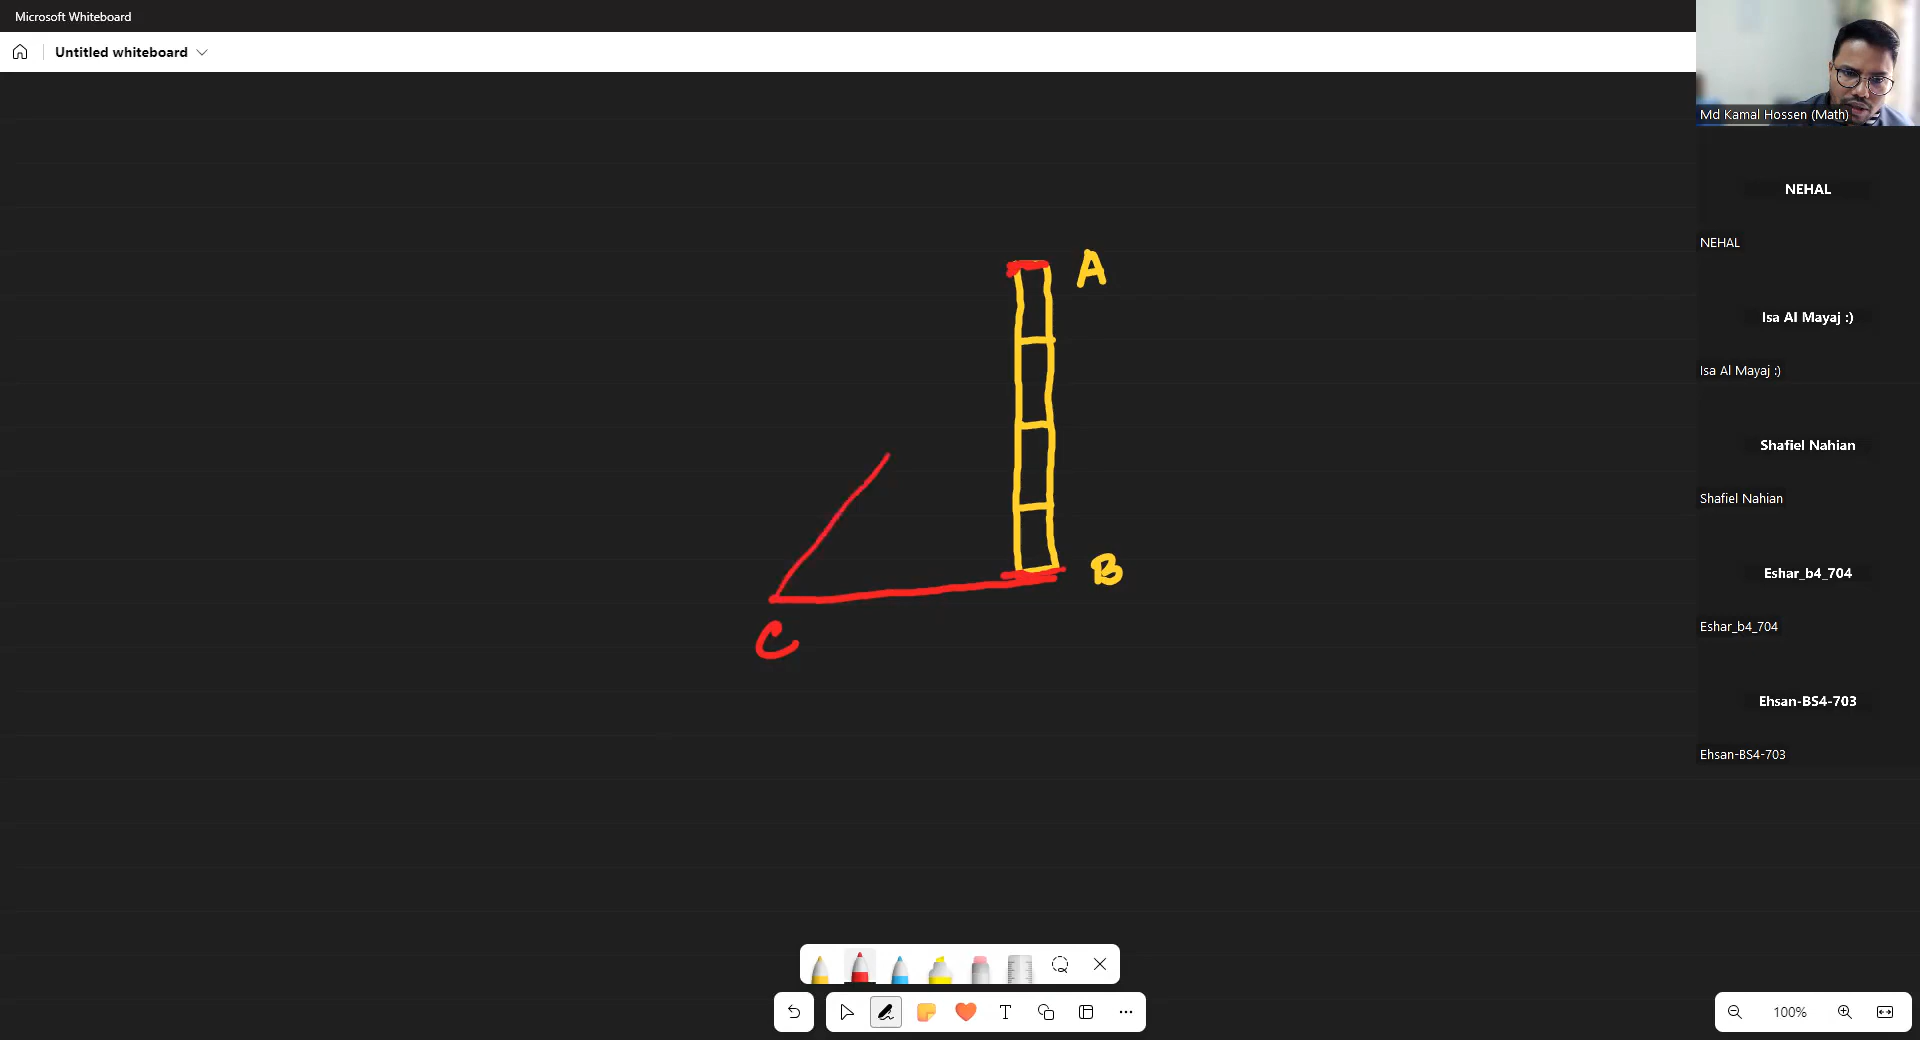 Microsoft Whiteboard
Untitled whiteboard
Md Kamal Hossen (Math)
NEHAL
NEHAL
Isa Al Mayaj :)
Isa Al Mayaj :)
Shafiel Nahian
Shafiel Nahian
Eshar_b4_704
Eshar_b4_704
Ehsan-BS4-703
Ehsan-BS4-703
A
B
C
T
100%